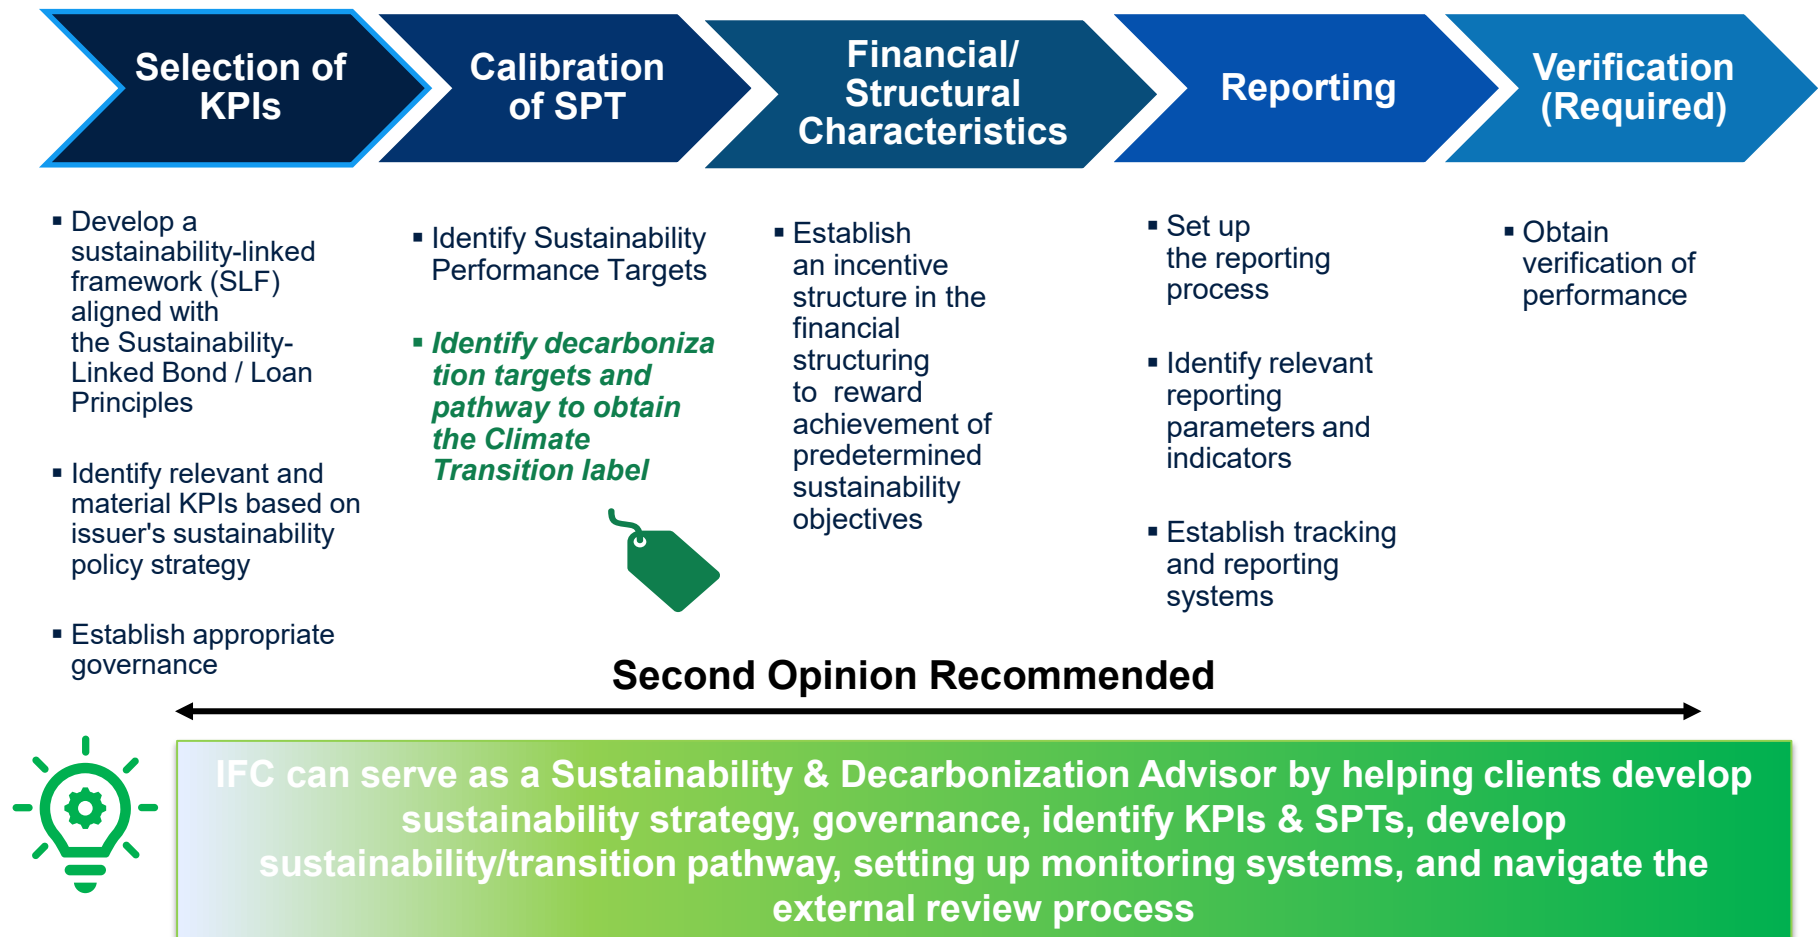 Selection of
KPIs
Calibration
of SPT
Financial/
Structural
Characteristics
Reporting
Verification
(Required)
▪ Develop a
sustainability-linked
framework (SLF)
aligned with
the Sustainability-
Linked Bond / Loan
Principles
▪ Identify relevant and
material KPIs based on
issuer's sustainability
policy strategy
▪ Establish appropriate
governance
▪ Identify Sustainability
Performance Targets
▪ Identify decarboniza
tion targets and
pathway to obtain
the Climate
Transition label
▪ Establish
an incentive
structure in the
financial
structuring
to reward
achievement of
predetermined
sustainability
objectives
▪ Set up
the reporting
process
▪ Identify relevant
reporting
parameters and
indicators
▪ Establish tracking
and reporting
systems
▪ Obtain
verification of
performance
Second Opinion Recommended
IFC can serve as a Sustainability & Decarbonization Advisor by helping clients develop
sustainability strategy, governance, identify KPIs & SPTs, develop
sustainability/transition pathway, setting up monitoring systems, and navigate the
external review process